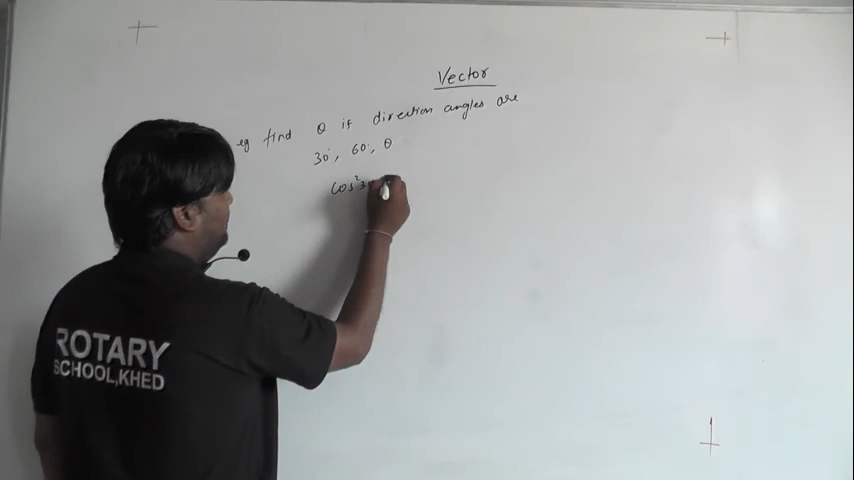 Vector
eg find θ if direction angles are
30°, 60°, θ
cos²30
ROTARY
SCHOOL,KHED